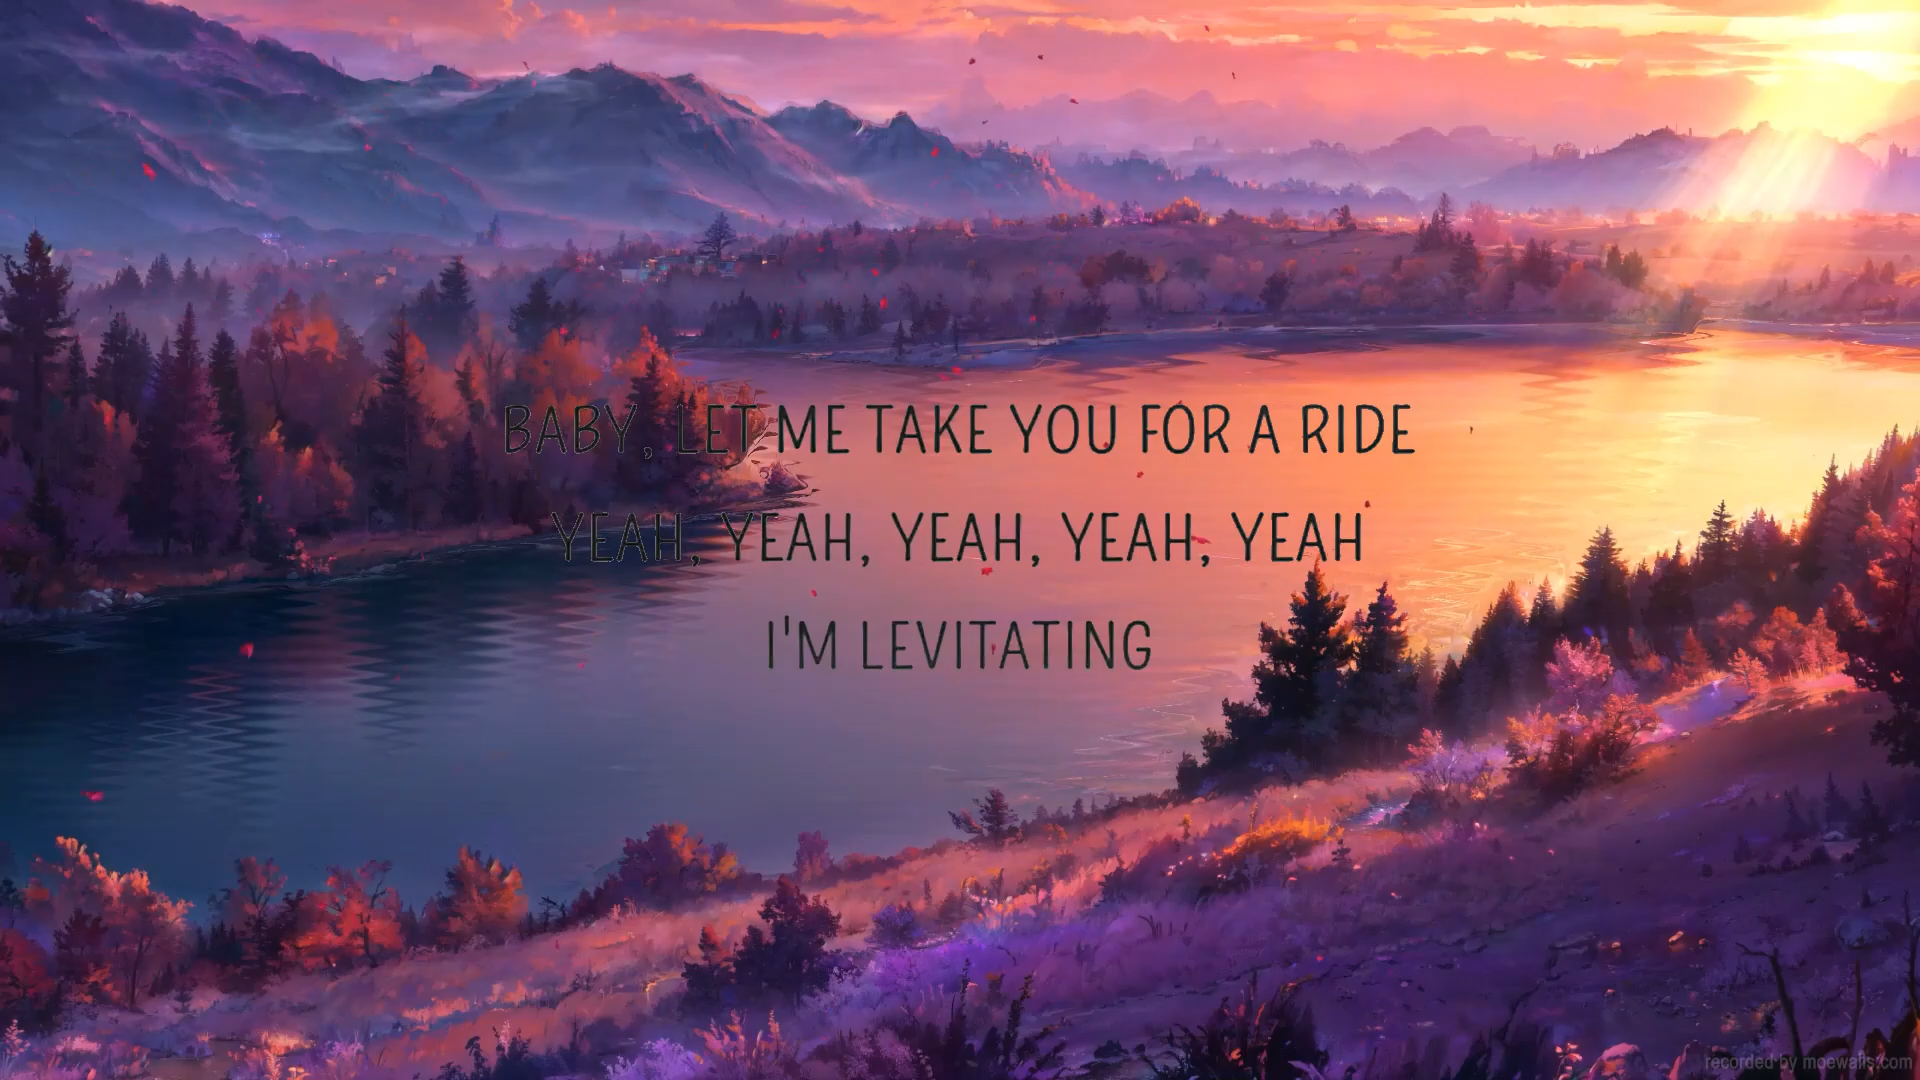 BABY, LET ME TAKE YOU FOR A RIDE
YEAH, YEAH, YEAH, YEAH, YEAH
I'M LEVITATING
recorded by moewalls.com